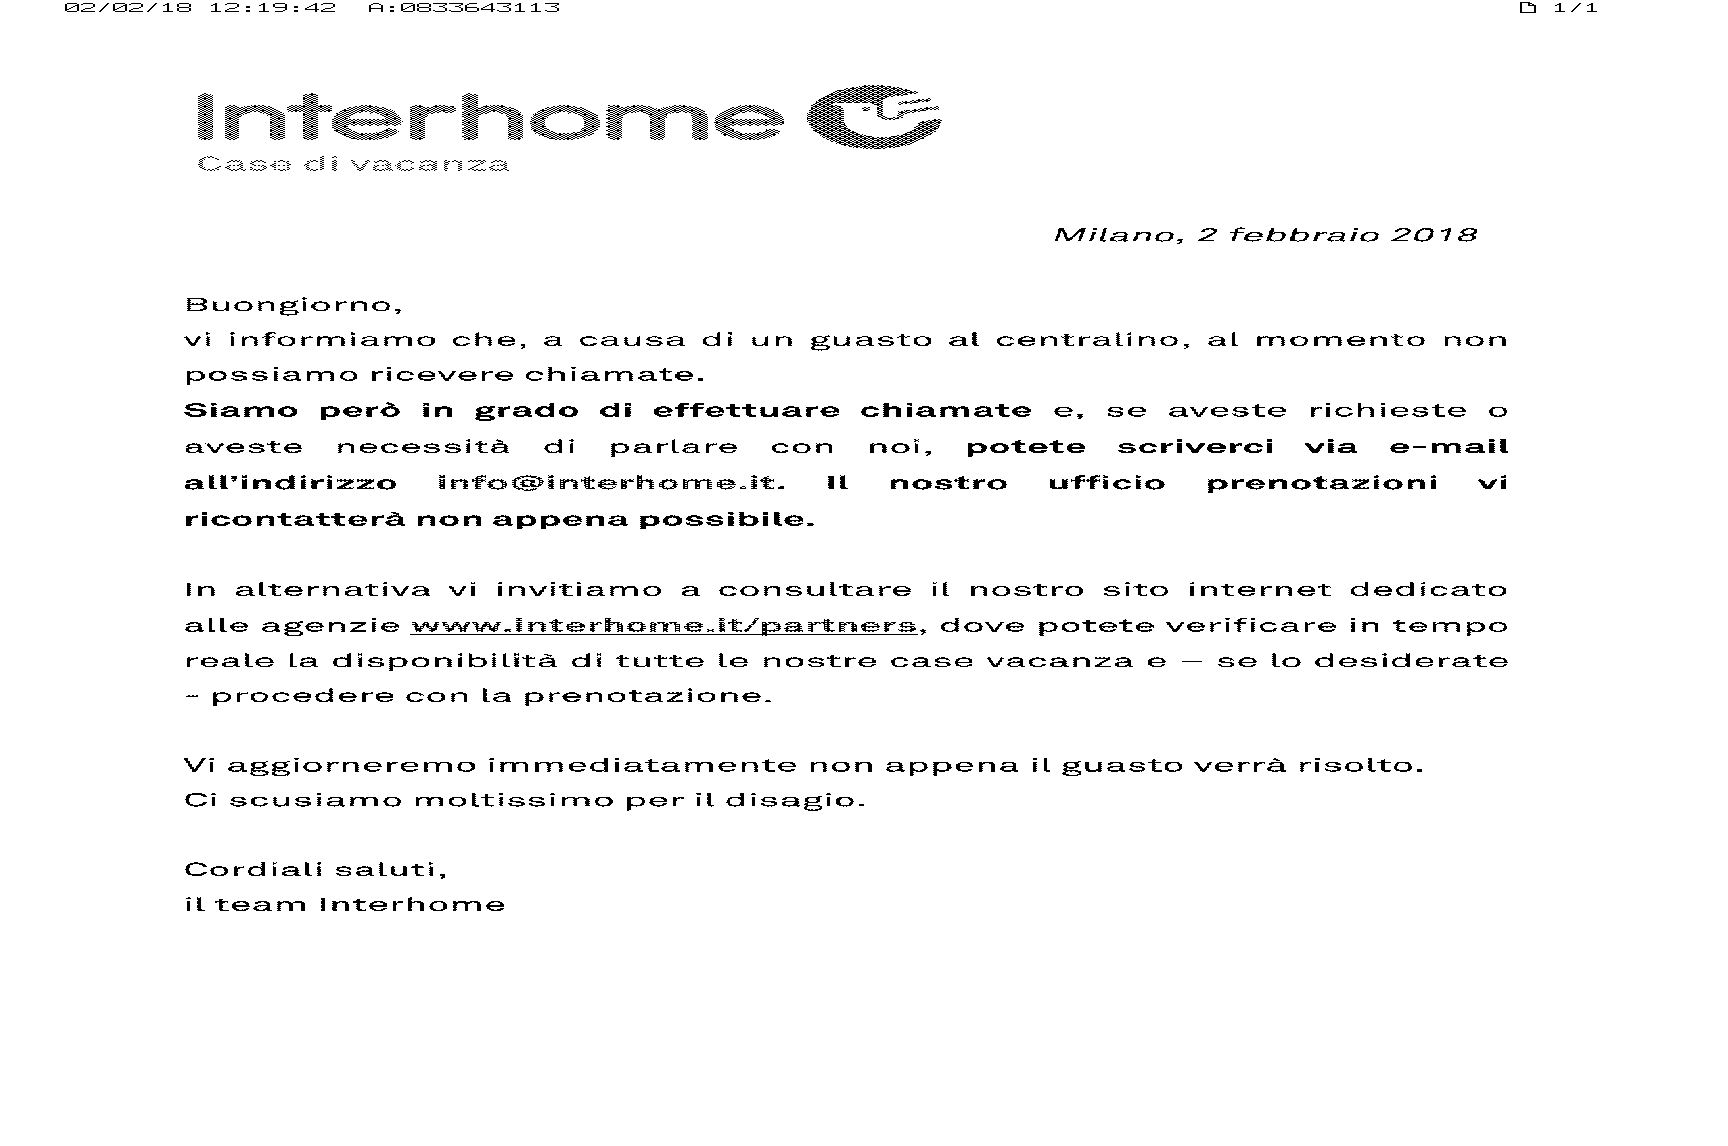 02/02/18 12:19:42 A:0833643113 1/1
Interhome
Case di vacanza
Milano, 2 febbraio 2018
Buongiorno,
vi informiamo che, a causa di un guasto al centralino, al momento non
possiamo ricevere chiamate.
Siamo però in grado di effettuare chiamate e, se aveste richieste o
aveste necessità di parlare con noi, potete scriverci via e-mail
all'indirizzo info@interhome.it. Il nostro ufficio prenotazioni vi
ricontatterà non appena possibile.
In alternativa vi invitiamo a consultare il nostro sito internet dedicato
alle agenzie www.interhome.it/partners, dove potete verificare in tempo
reale la disponibilità di tutte le nostre case vacanza e – se lo desiderate
- procedere con la prenotazione.
Vi aggiorneremo immediatamente non appena il guasto verrà risolto.
Ci scusiamo moltissimo per il disagio.
Cordiali saluti,
il team Interhome